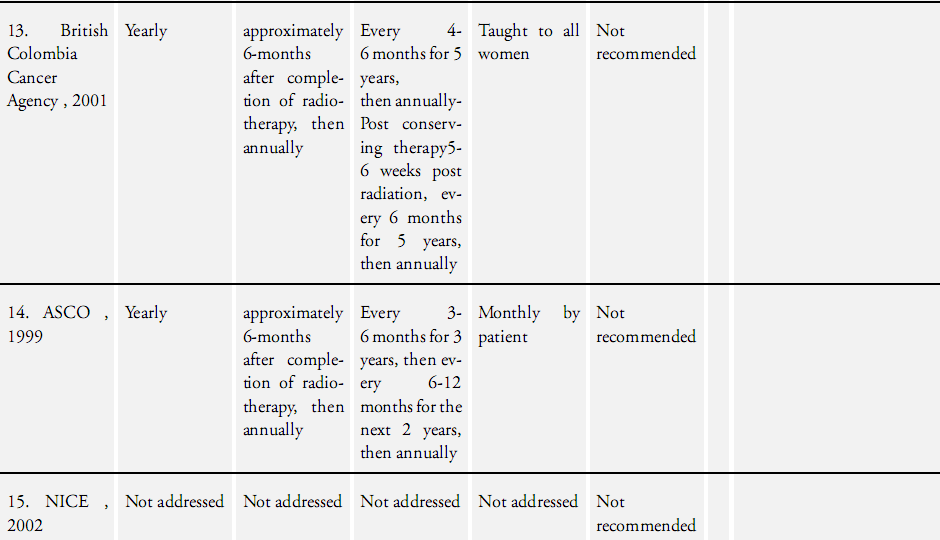 13. British
Colombia
Cancer
Agency , 2001
Yearly
approximately
6-months
after comple-
tion of radio-
therapy, then
annually
Every 4-
6 months for 5
years,
then annually-
Post conserv-
ing therapy5-
6 weeks post
radiation, ev-
ery 6 months
for 5 years,
then annually
Taught to all
women
Not
recommended
14. ASCO ,
1999
Yearly
approximately
6-months
after comple-
tion of radio-
therapy, then
annually
Every 3-
6 months for 3
years, then ev-
ery 6-12
months for the
next 2 years,
then annually
Monthly by
patient
Not
recommended
15. NICE ,
2002
Not addressed
Not addressed
Not addressed
Not addressed
Not
recommended